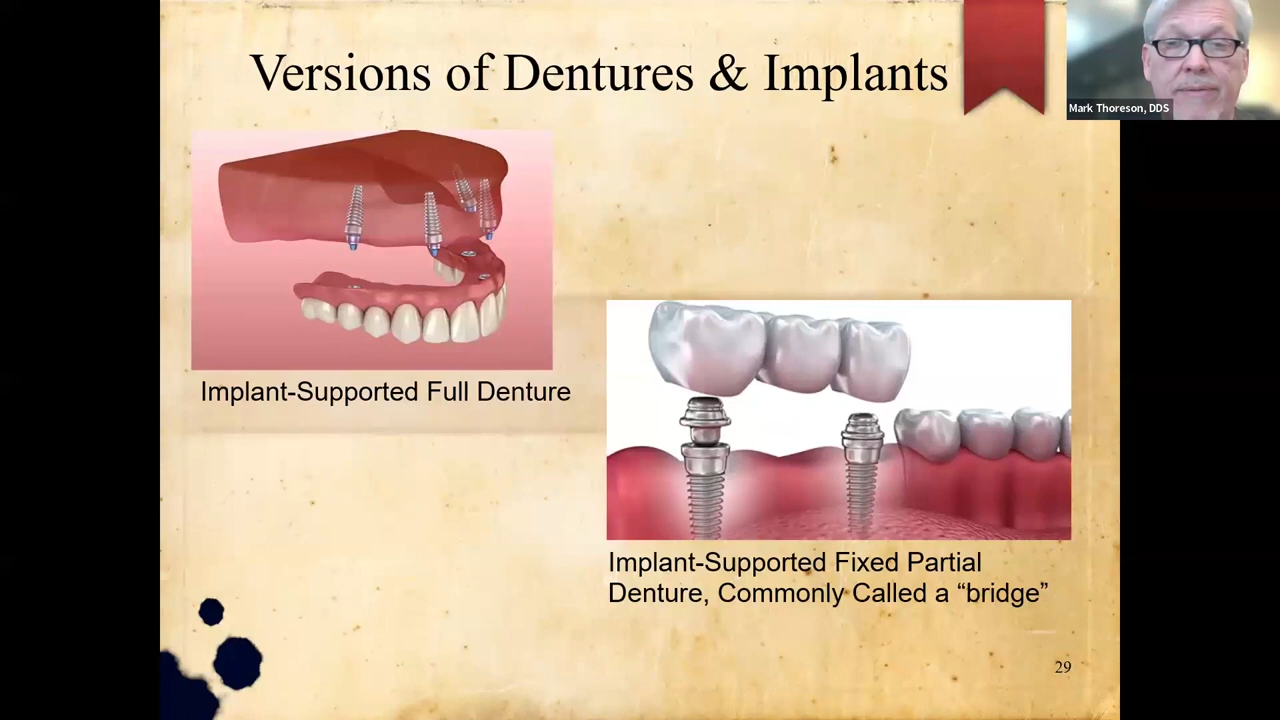 Versions of Dentures & Implants
Mark Thoreson, DDS
Implant-Supported Full Denture
Implant-Supported Fixed Partial
Denture, Commonly Called a “bridge”
29